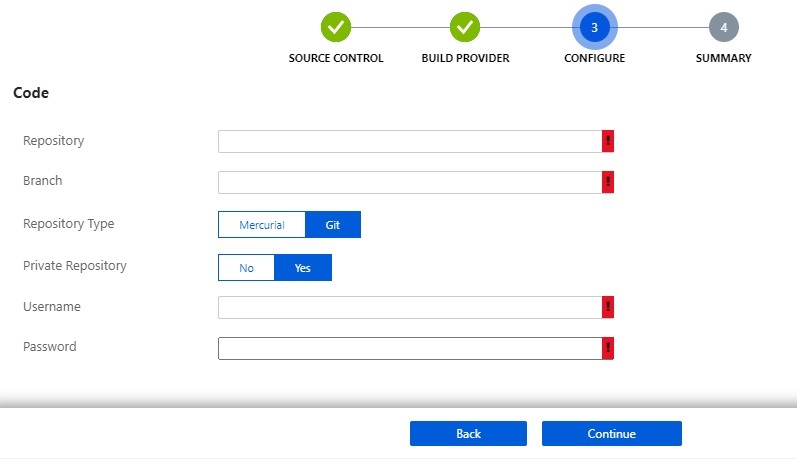 3
4
SOURCE CONTROL
BUILD PROVIDER
CONFIGURE
SUMMARY
Code
Repository
!
Branch
!
Repository Type
Mercurial
Git
Private Repository
No
Yes
Username
!
Password
!
Back
Continue